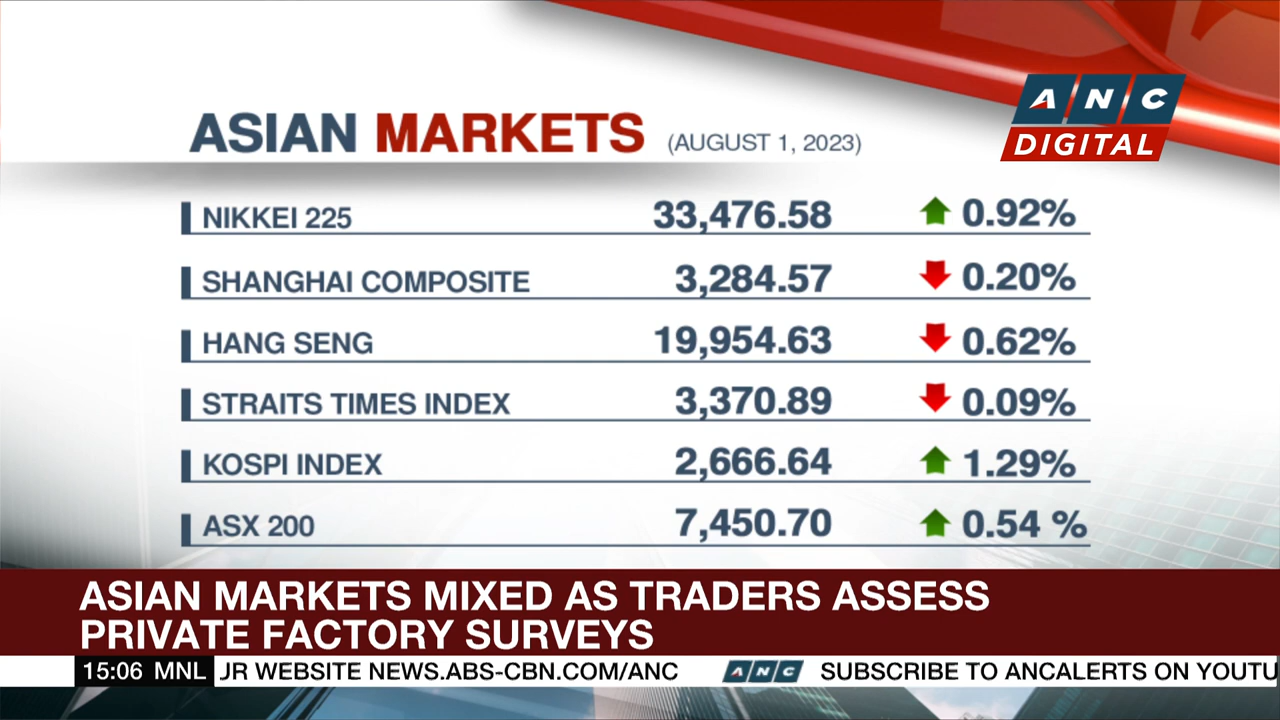 ANC
DIGITAL
ASIAN MARKETS (AUGUST 1, 2023)
NIKKEI 225 33,476.58 0.92%
SHANGHAI COMPOSITE 3,284.57 0.20%
HANG SENG 19,954.63 0.62%
STRAITS TIMES INDEX 3,370.89 0.09%
KOSPI INDEX 2,666.64 1.29%
ASX 200 7,450.70 0.54 %
ASIAN MARKETS MIXED AS TRADERS ASSESS
PRIVATE FACTORY SURVEYS
15:06 MNL JR WEBSITE NEWS.ABS-CBN.COM/ANC ANC SUBSCRIBE TO ANCALERTS ON YOUTU